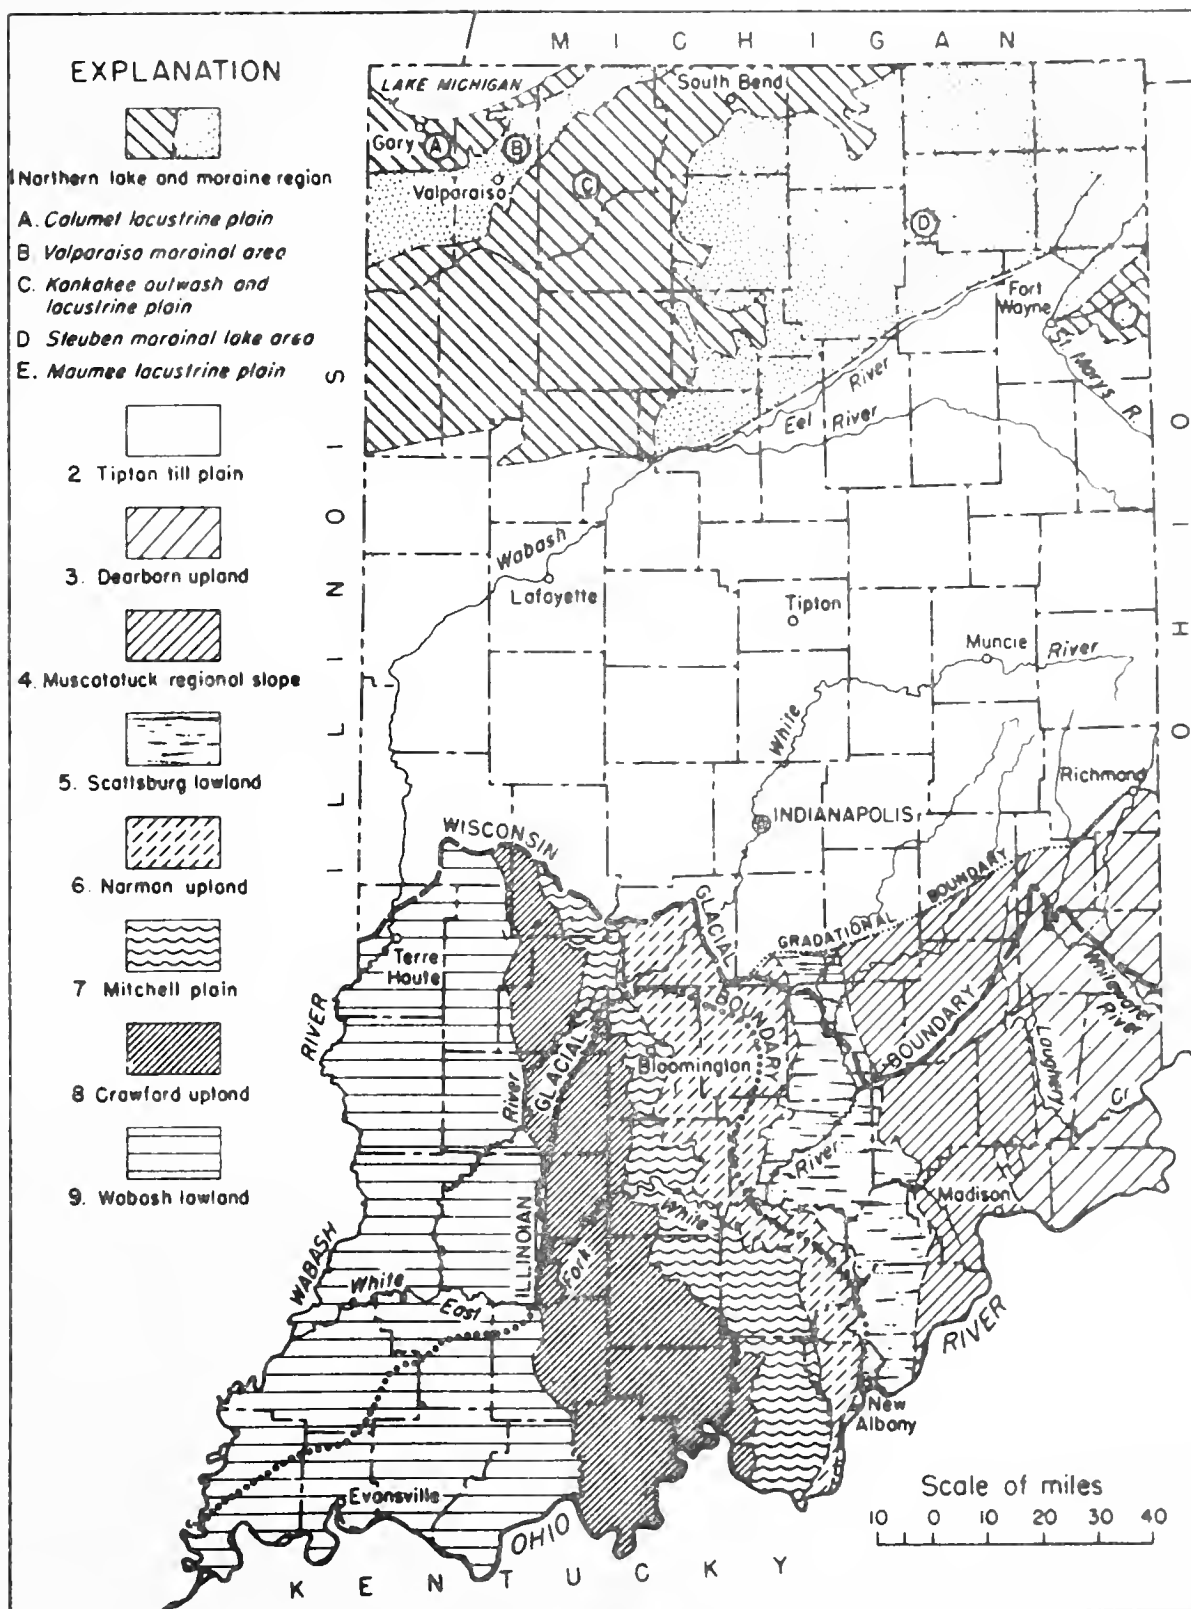 EXPLANATION
1 Northern lake and moraine region
A. Calumet lacustrine plain
B Valparaiso morainal area
C. Kankakee outwash and
lacustrine plain
D Steuben morainal lake area
E. Maumee lacustrine plain
2 Tipton till plain
3. Dearborn upland
4. Muscatatuck regional slope
5. Scottsburg lowland
6. Norman upland
7 Mitchell plain
8 Crawford upland
9. Wabash lowland
MICHIGAN
LAKE MICHIGAN
South Bend
Gary
A
B
Valparaiso
C
D
Fort
Wayne
St Marys R.
Eel River
River
Wabash
Lafayette
Tipton
Muncie
River
White
Richmond
INDIANAPOLIS
ILLINOIS
OHIO
WISCONSIN
GLACIAL
BOUNDARY
GRADATIONAL
BOUNDARY
Terre
Haute
RIVER
WABASH
River
GLACIAL
ILLINOIAN
Bloomington
BOUNDARY
Whitewater
River
Laughery
Cr
River
Madison
White
Fork
East
White
RIVER
New
Albany
Evansville
OHIO
KENTUCKY
Scale of miles
10 0 10 20 30 40